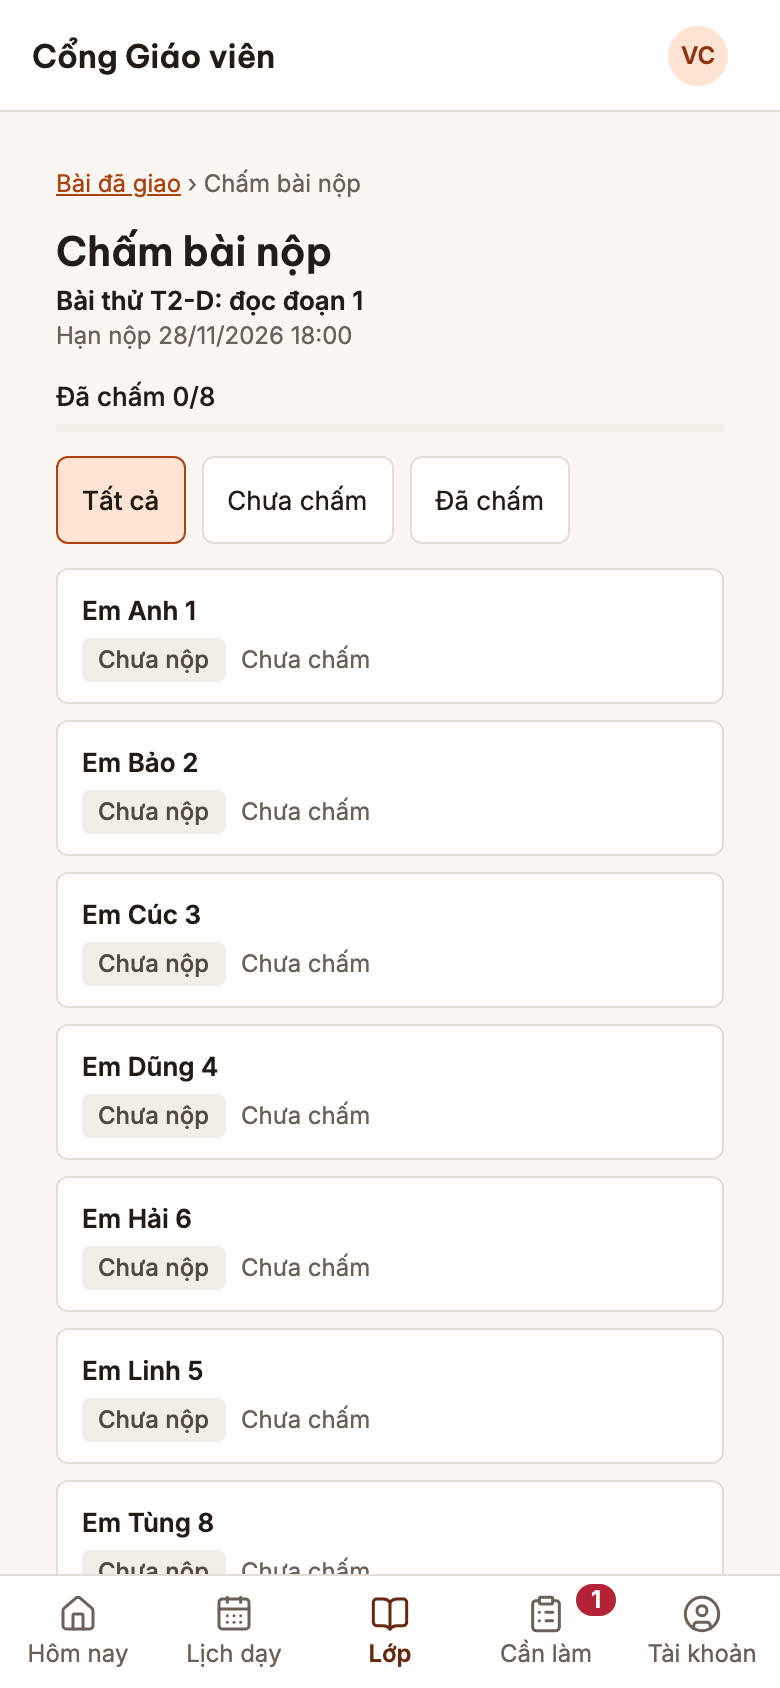 Cổng Giáo viên
VC
Bài đã giao › Chấm bài nộp
Chấm bài nộp
Bài thử T2-D: đọc đoạn 1
Hạn nộp 28/11/2026 18:00
Đã chấm 0/8
Tất cả
Chưa chấm
Đã chấm
Em Anh 1
Chưa nộp Chưa chấm
Em Bảo 2
Chưa nộp Chưa chấm
Em Cúc 3
Chưa nộp Chưa chấm
Em Dũng 4
Chưa nộp Chưa chấm
Em Hải 6
Chưa nộp Chưa chấm
Em Linh 5
Chưa nộp Chưa chấm
Em Tùng 8
Chưa nộp Chưa chấm
1
Hôm nay
Lịch dạy
Lớp
Cần làm
Tài khoản